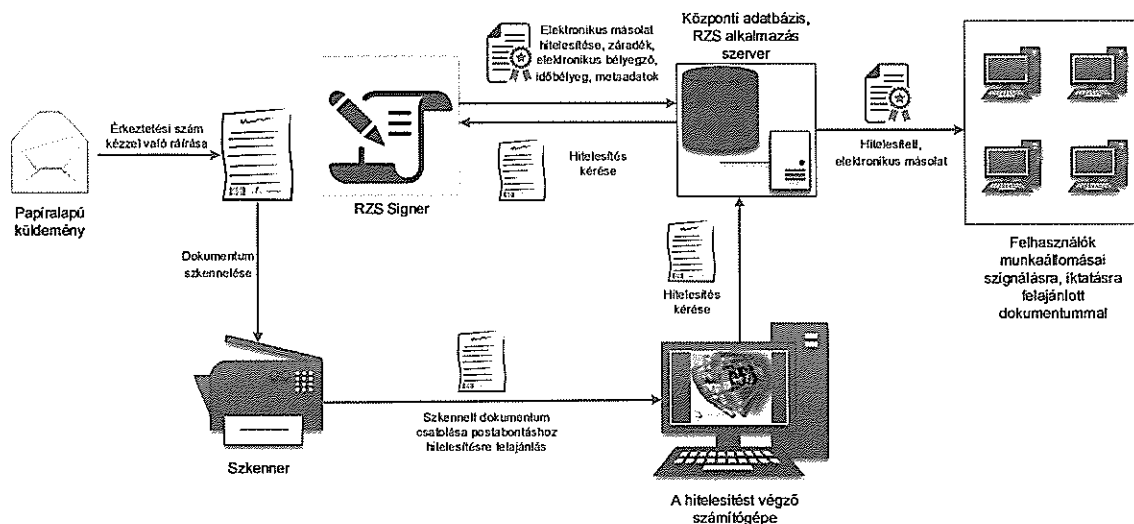 Elektronikus másolat
hitelesítése, záradék,
elektronikus bélyegző,
időbélyeg, metaadatok
Központi adatbázis,
RZS alkalmazás
szerver
Érkeztetési szám
kézzel való ráírása
Papíralapú
küldemény
RZS Signer
Hitelesítés
kérése
Hitelesített,
elektronikus másolat
Felhasználók
munkaállomásai
szignálásra, iktatásra
felajánlott
dokumentummal
Dokumentum
szkennelése
Hitelesítés
kérése
Szkennelt dokumentum
csatolása postabontáshoz
hitelesítésre felajánlás
Szkenner
A hitelesítést végző
számítógépe